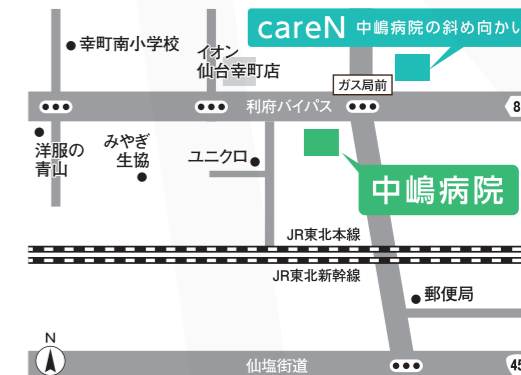 careN 中嶋病院の斜め向かい
幸町南小学校
イオン
仙台幸町店
ガス局前
利府バイパス
8
洋服の
青山
みやぎ
生協
ユニクロ
中嶋病院
JR東北本線
JR東北新幹線
郵便局
N
仙塩街道
45